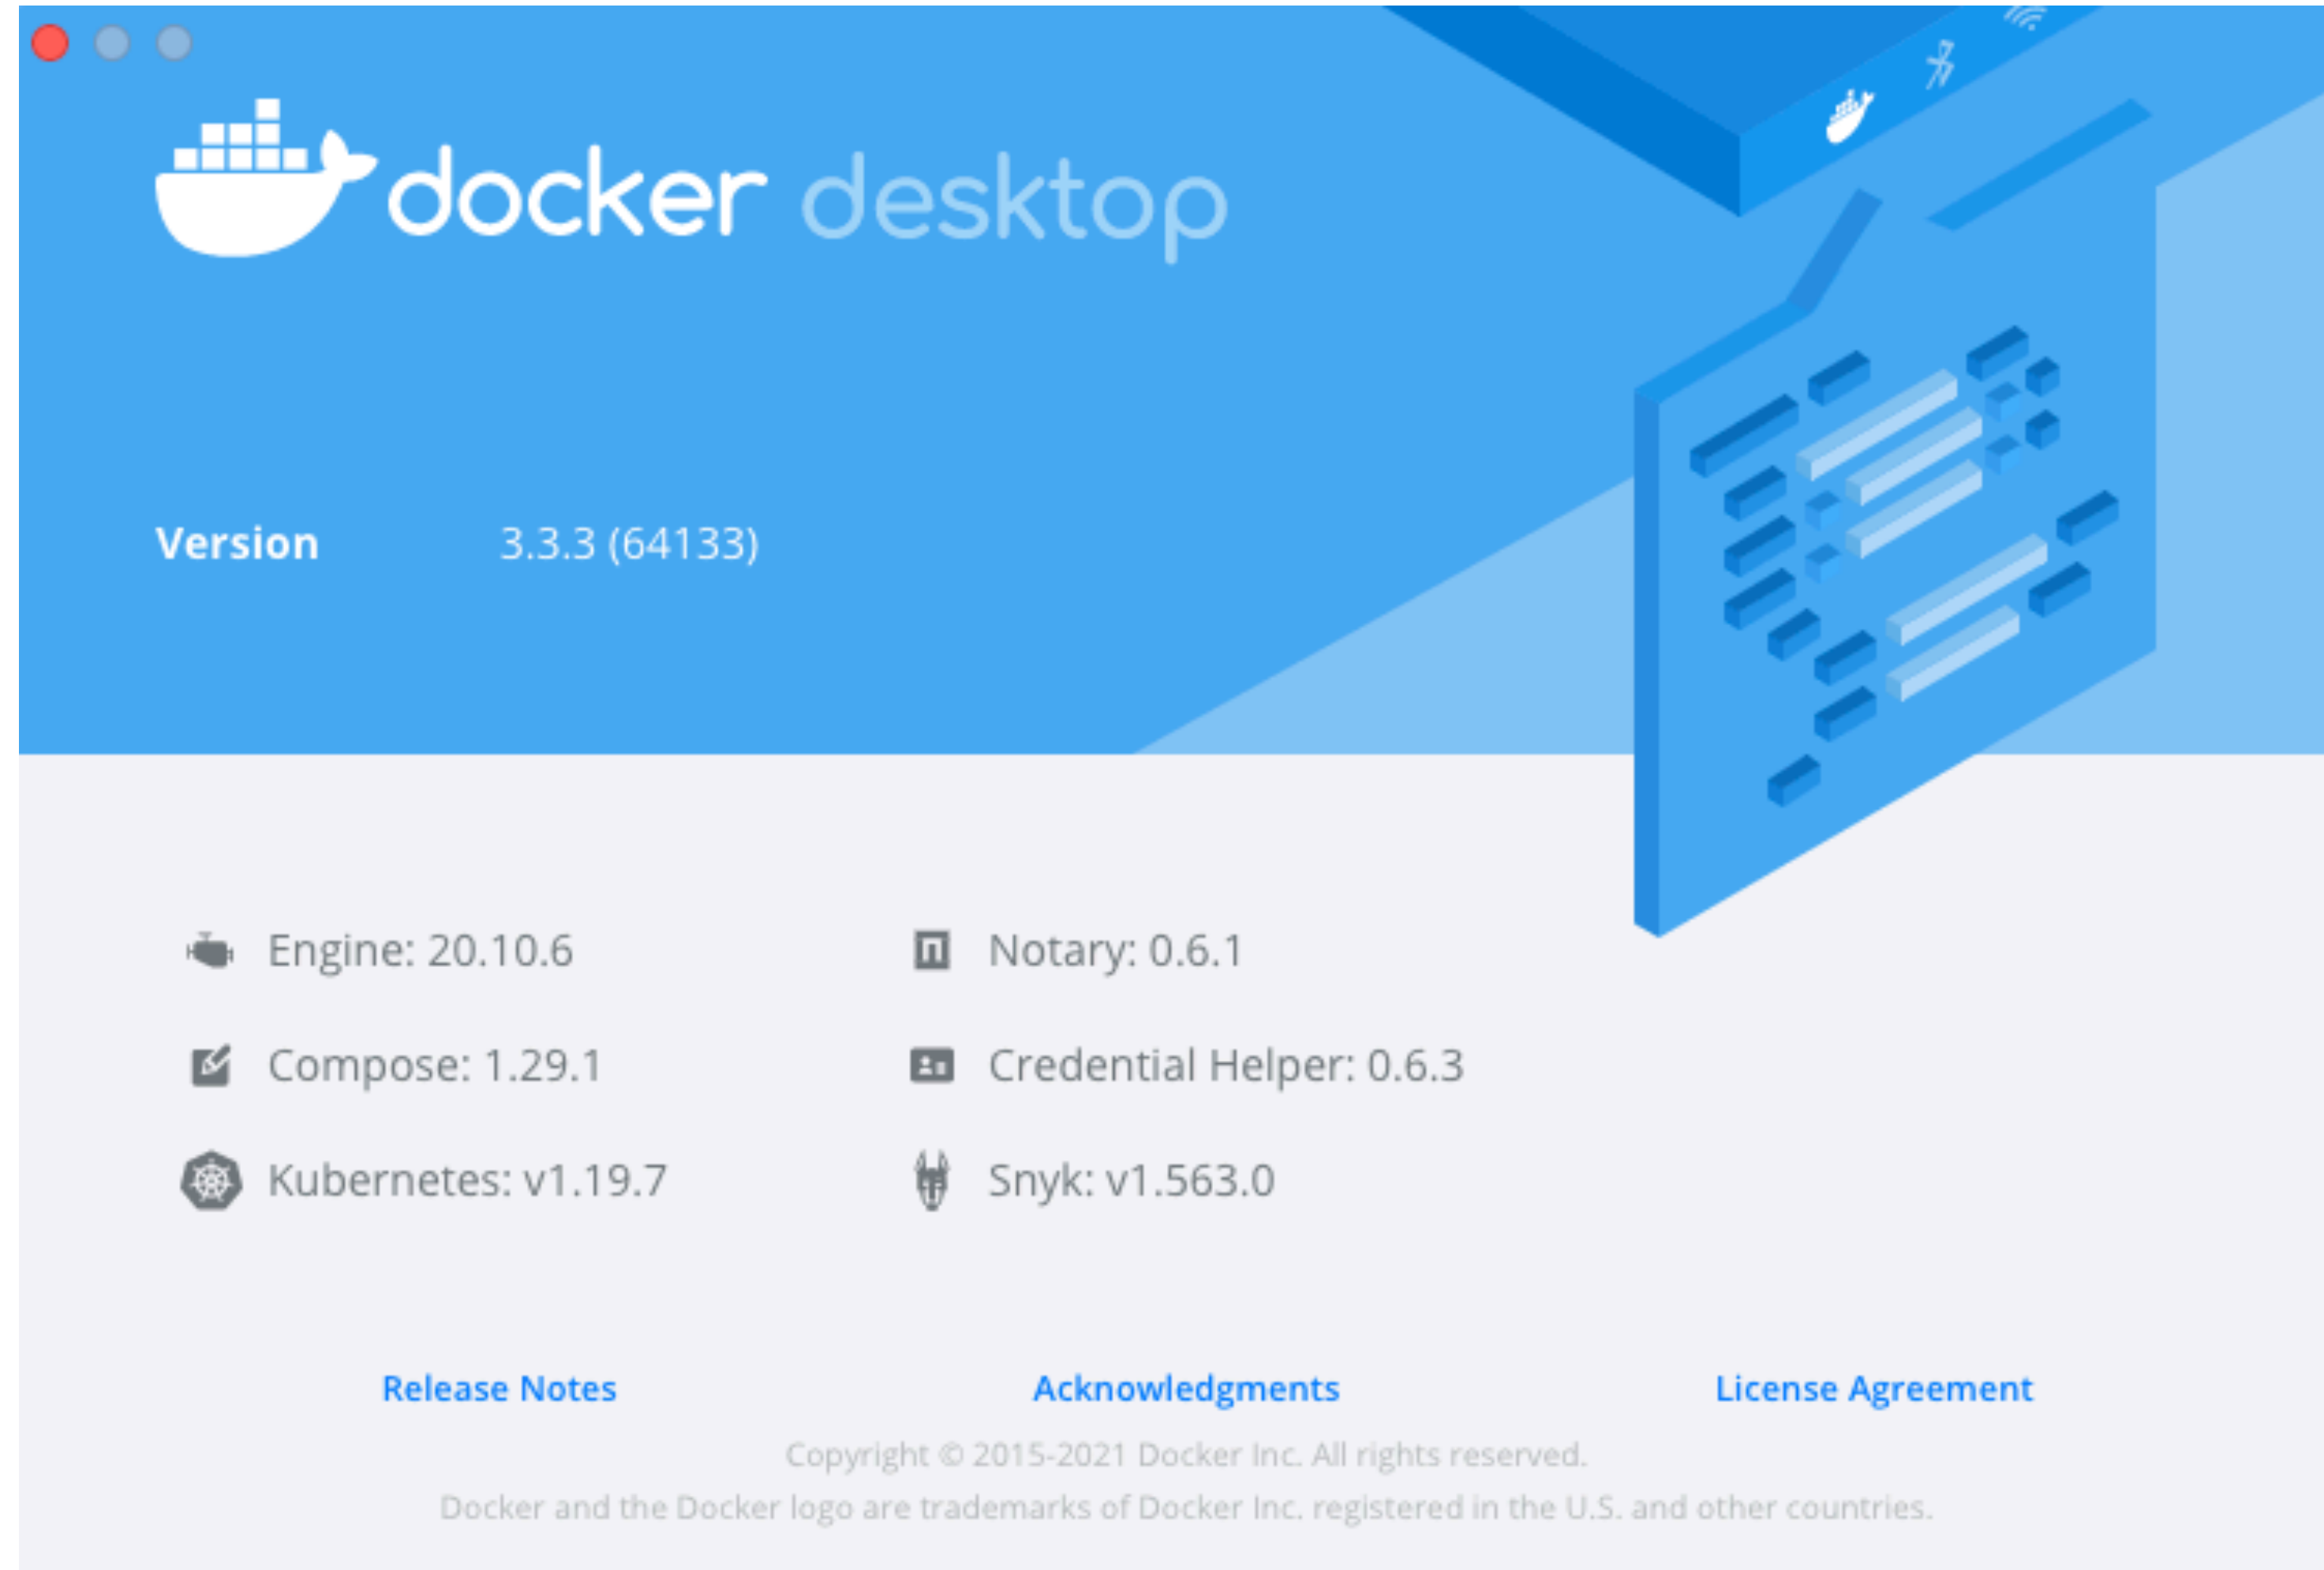 docker desktop
Version 3.3.3 (64133)
Engine: 20.10.6
Notary: 0.6.1
Compose: 1.29.1
Credential Helper: 0.6.3
Kubernetes: v1.19.7
Snyk: v1.563.0
Release Notes
Acknowledgments
License Agreement
Copyright © 2015-2021 Docker Inc. All rights reserved.
Docker and the Docker logo are trademarks of Docker Inc. registered in the U.S. and other countries.